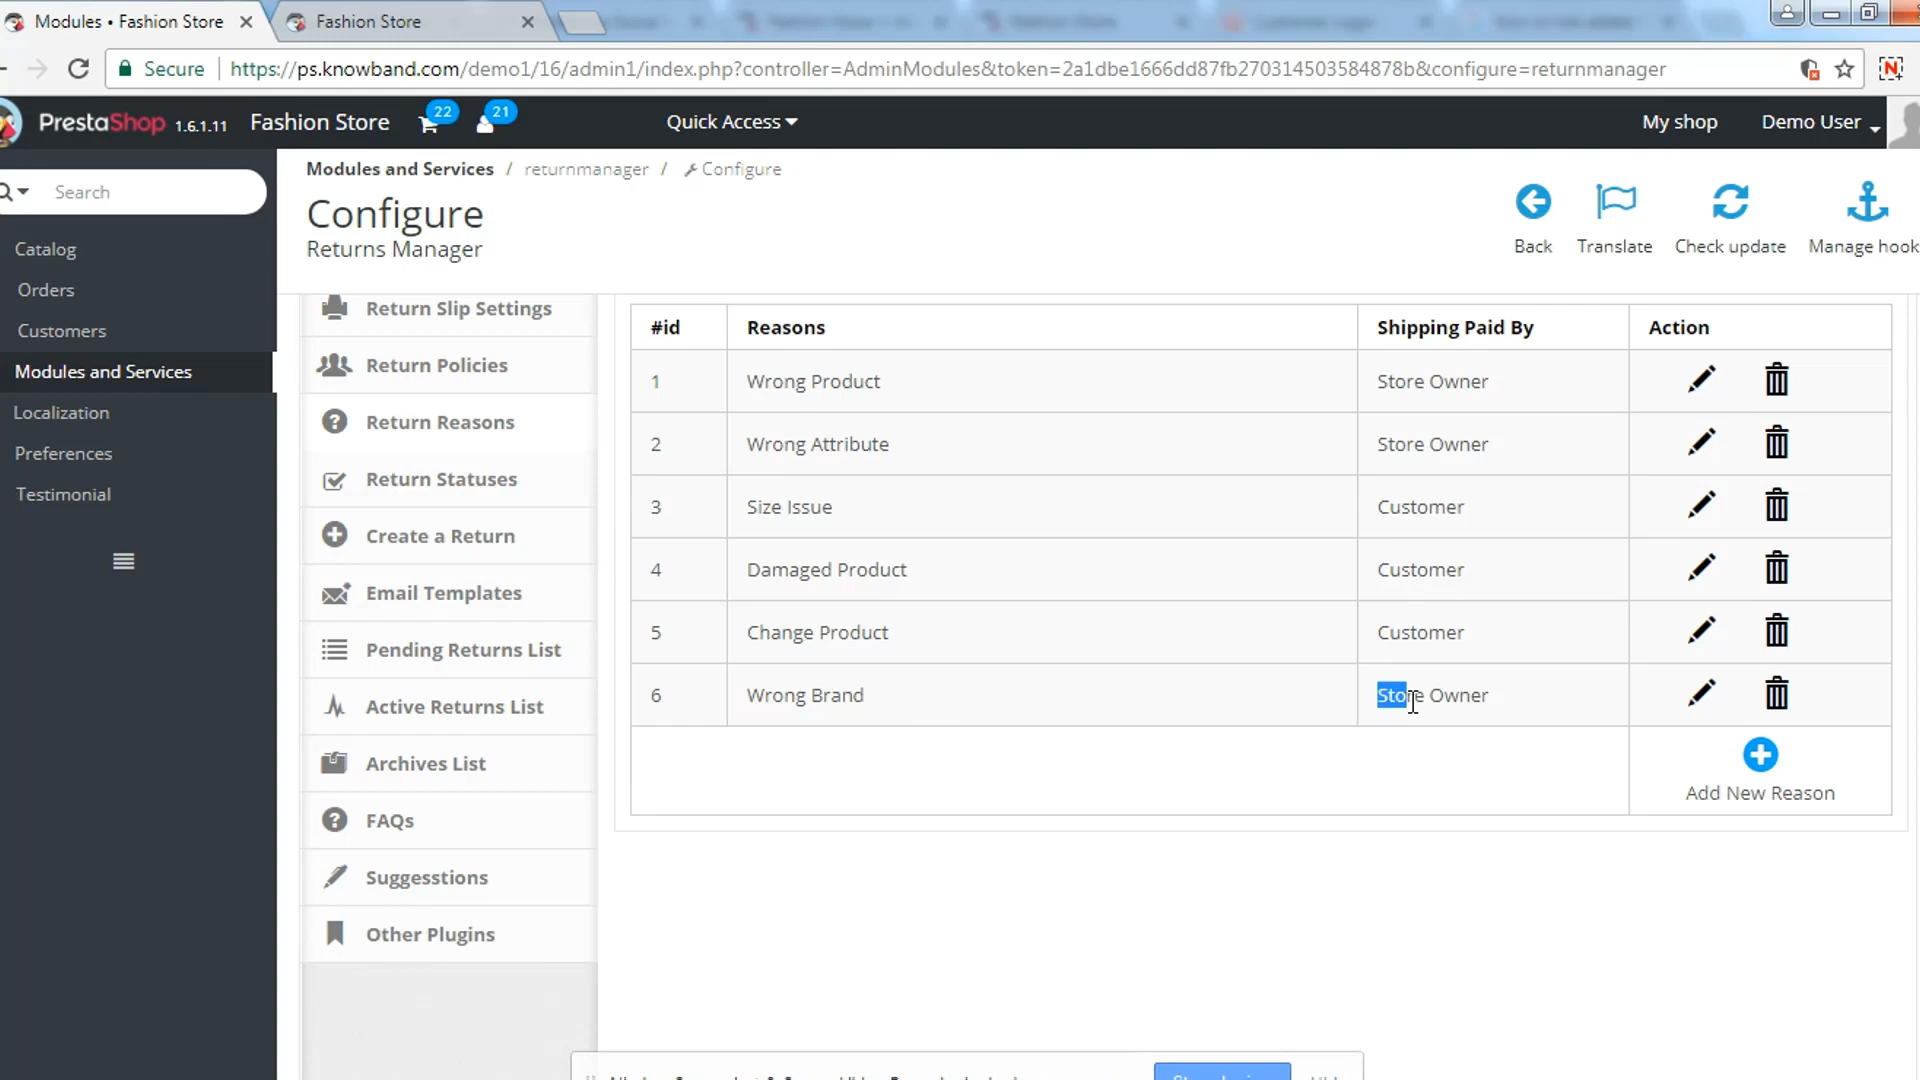 Modules • Fashion Store
Fashion Store
Secure https://ps.knowband.com/demo1/16/admin1/index.php?controller=AdminModules&token=2a1dbe1666dd87fb270314503584878b&configure=returnmanager
PrestaShop 1.6.1.11 Fashion Store 22 21 Quick Access My shop Demo User
Search
Catalog
Orders
Customers
Modules and Services
Localization
Preferences
Testimonial
Modules and Services / returnmanager / Configure
Configure
Returns Manager
Back Translate Check update Manage hook
Return Slip Settings
Return Policies
Return Reasons
Return Statuses
Create a Return
Email Templates
Pending Returns List
Active Returns List
Archives List
FAQs
Suggesstions
Other Plugins
#id Reasons Shipping Paid By Action
1 Wrong Product Store Owner
2 Wrong Attribute Store Owner
3 Size Issue Customer
4 Damaged Product Customer
5 Change Product Customer
6 Wrong Brand Store Owner
Add New Reason